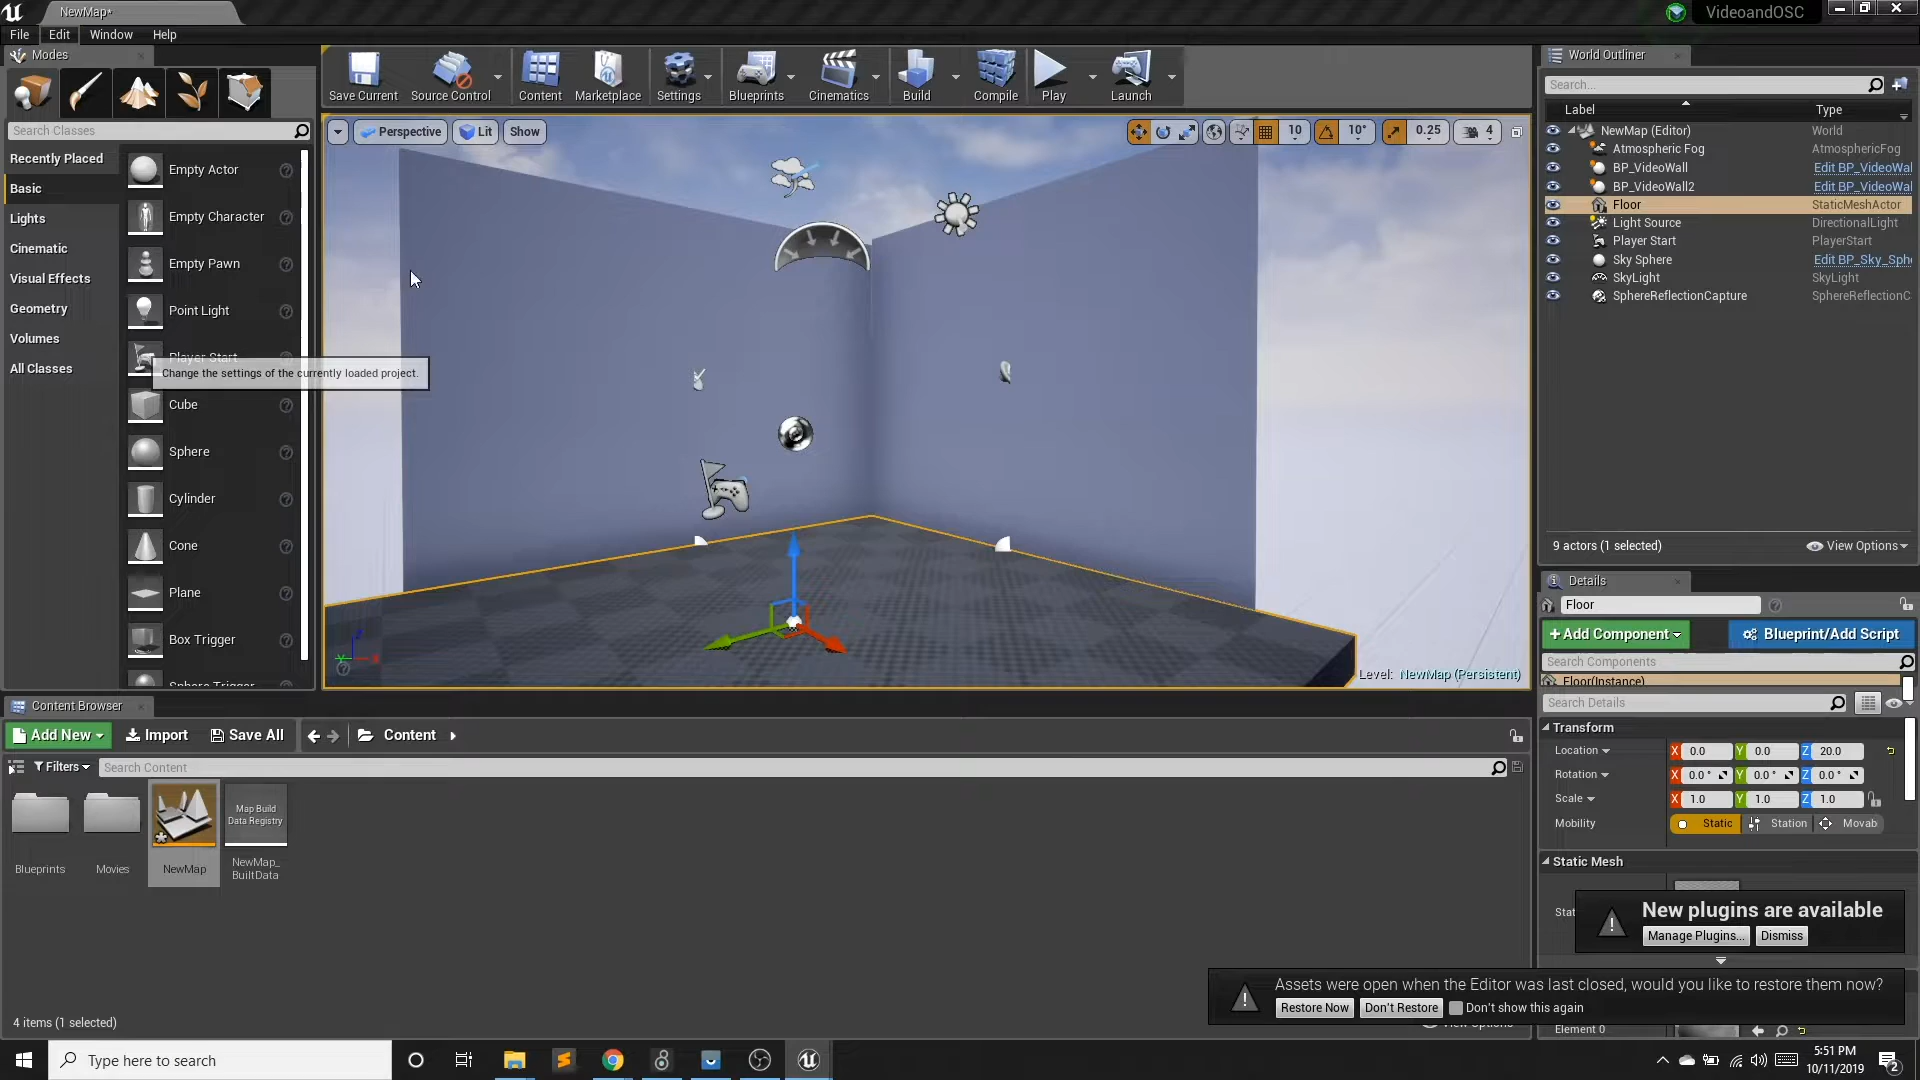 NewMap*
VideoandOSC
File Edit Window Help
Modes
Search Classes
Recently Placed
Basic
Lights
Cinematic
Visual Effects
Geometry
Volumes
All Classes
Empty Actor
Empty Character
Empty Pawn
Point Light
Player Start
Change the settings of the currently loaded project.
Cube
Sphere
Cylinder
Cone
Plane
Box Trigger
Sphere Trigger
Save Current Source Control Content Marketplace Settings Blueprints Cinematics Build Compile Play Launch
Perspective Lit Show 10 10° 0.25 4
Level: NewMap (Persistent)
World Outliner
Search...
Label Type
NewMap (Editor) World
Atmospheric Fog AtmosphericFog
BP_VideoWall Edit BP_VideoWal
BP_VideoWall2 Edit BP_VideoWal
Floor StaticMeshActor
Light Source DirectionalLight
Player Start PlayerStart
Sky Sphere Edit BP_Sky_Sphe
SkyLight SkyLight
SphereReflectionCapture SphereReflectionC
9 actors (1 selected) View Options
Details
Floor
+Add Component Blueprint/Add Script
Search Components
Floor(Instance)
Search Details
Transform
Location X 0.0 Y 0.0 Z 20.0
Rotation X 0.0° Y 0.0° Z 0.0°
Scale X 1.0 Y 1.0 Z 1.0
Mobility Static Station Movab
Static Mesh
Stat
New plugins are available
Manage Plugins... Dismiss
Assets were open when the Editor was last closed, would you like to restore them now?
Restore Now Don't Restore Don't show this again
Element 0
Content Browser
Add New Import Save All Content
Filters Search Content
Map Build
Data Registry
Blueprints Movies NewMap NewMap_
BuiltData
4 items (1 selected)
View Options
Type here to search
5:51 PM
10/11/2019
2